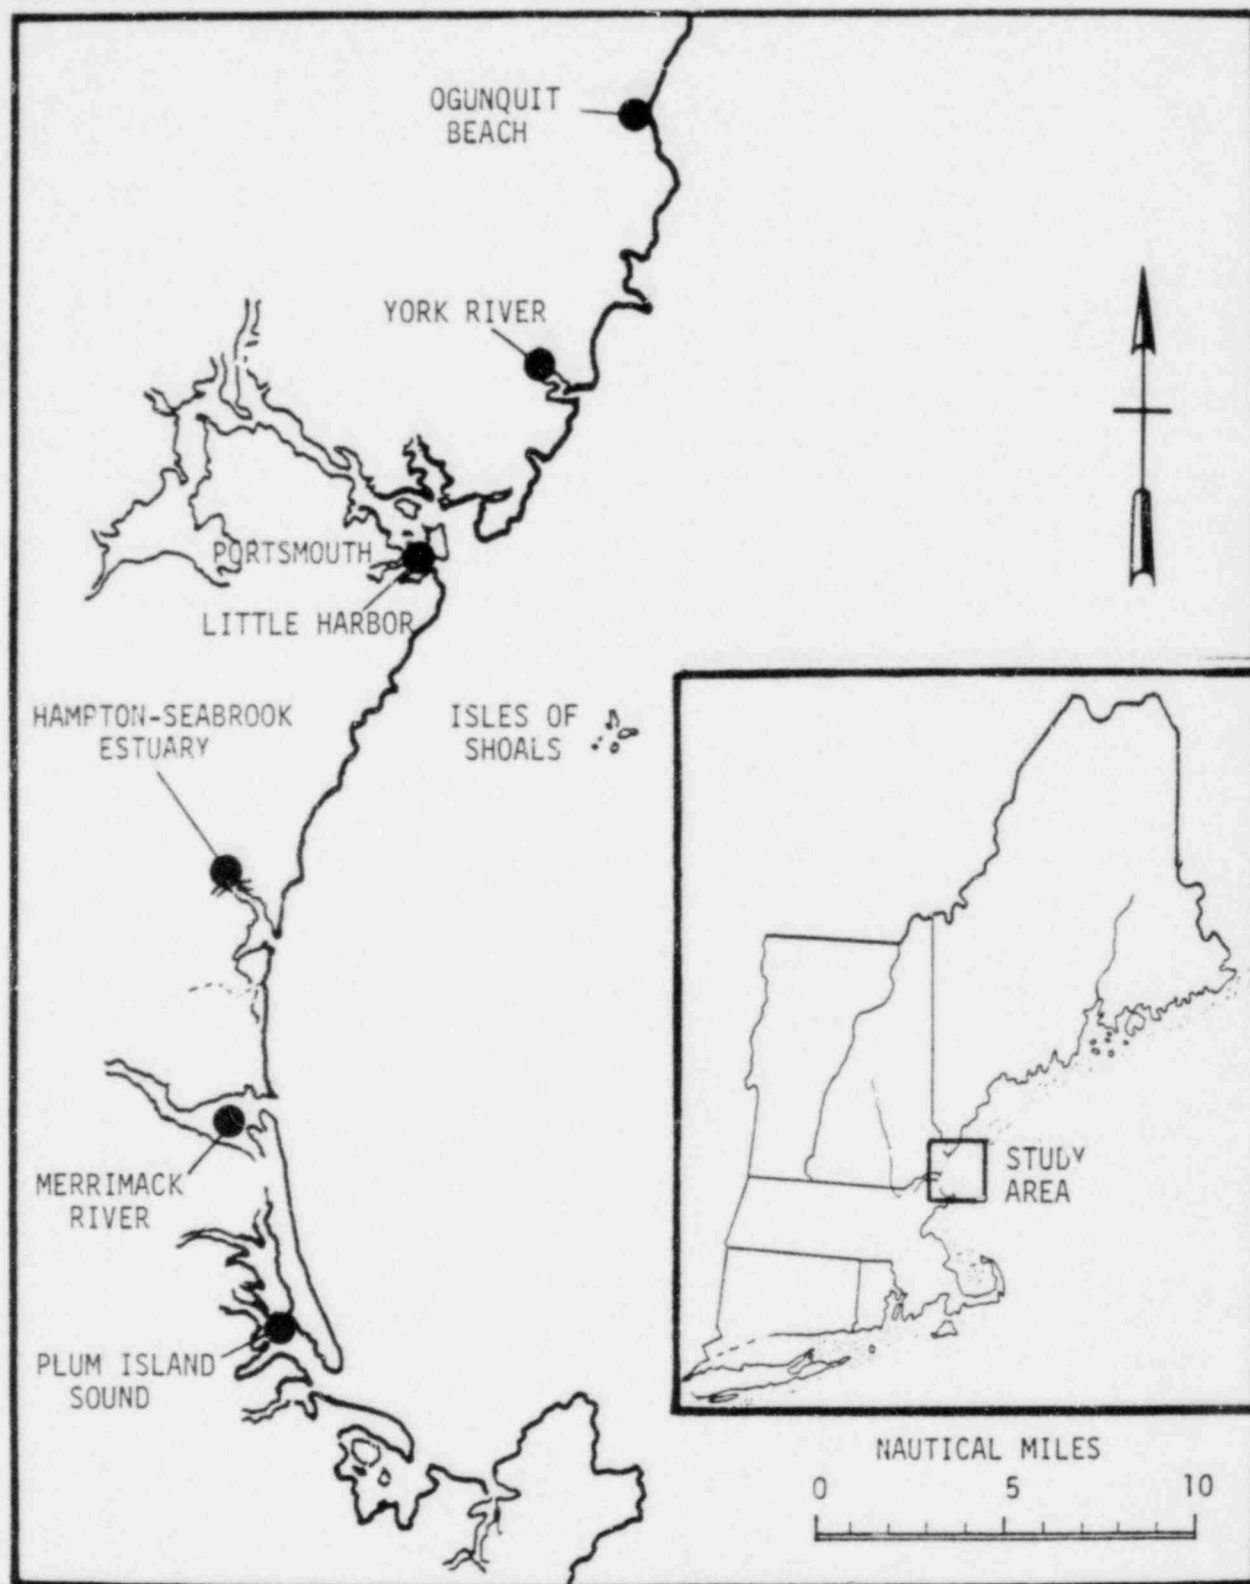 OGUNQUIT
BEACH
YORK RIVER
PORTSMOUTH
LITTLE HARBOR
HAMPTON-SEABROOK
ESTUARY
ISLES OF
SHOALS
MERRIMACK
RIVER
STUDY
AREA
PLUM ISLAND
SOUND
NAUTICAL MILES
0 5 10